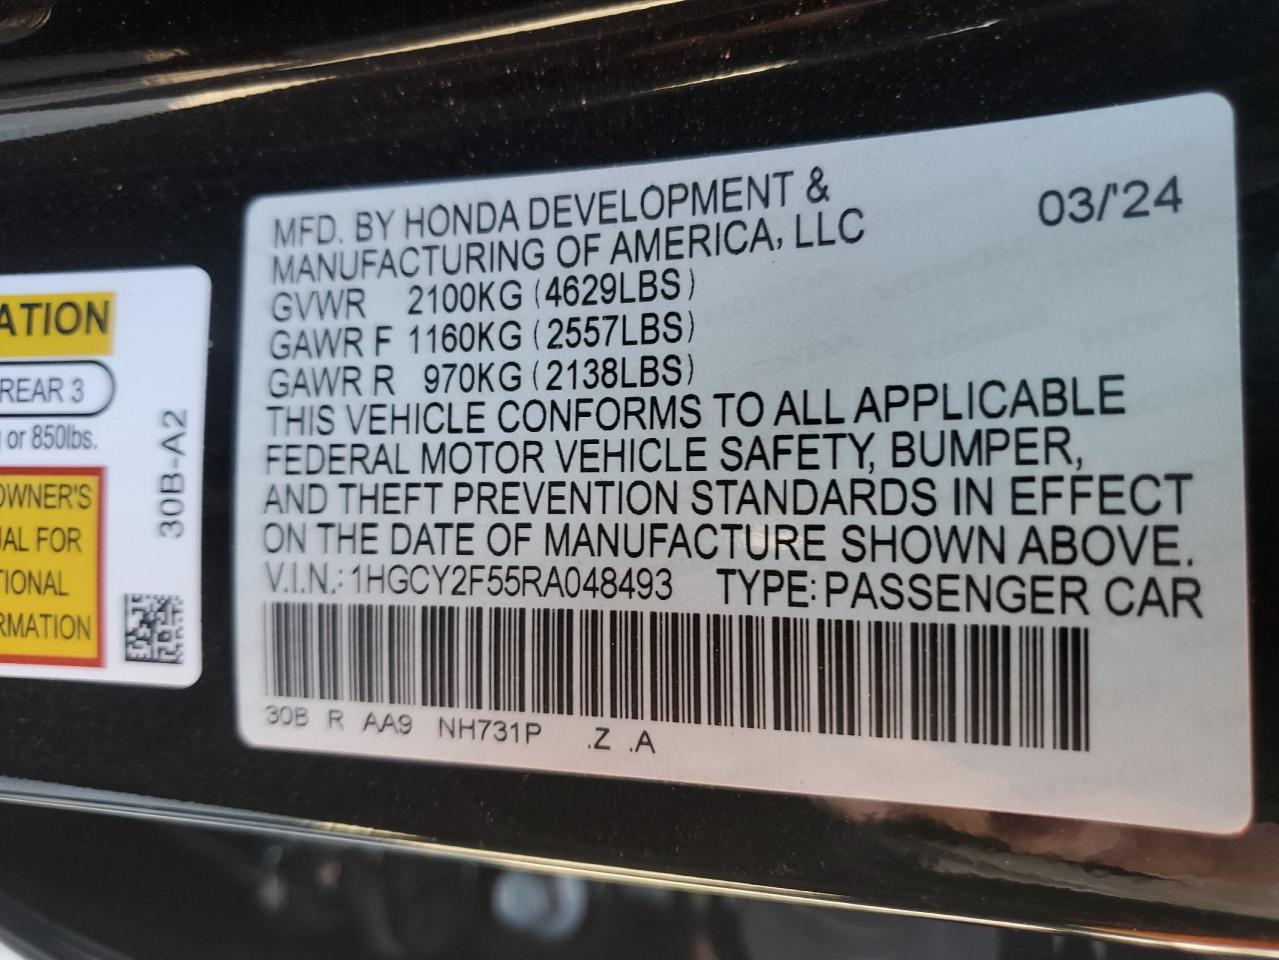 ATION
REAR 3
g or 850lbs.
OWNER'S
UAL FOR
TIONAL
RMATION
30B-A2
MFD. BY HONDA DEVELOPMENT &
MANUFACTURING OF AMERICA, LLC
03/'24
GVWR 2100KG (4629LBS)
GAWR F 1160KG (2557LBS)
GAWR R 970KG (2138LBS)
THIS VEHICLE CONFORMS TO ALL APPLICABLE
FEDERAL MOTOR VEHICLE SAFETY, BUMPER,
AND THEFT PREVENTION STANDARDS IN EFFECT
ON THE DATE OF MANUFACTURE SHOWN ABOVE.
V.I.N.: 1HGCY2F55RA048493 TYPE: PASSENGER CAR
30B R AA9 NH731P .Z .A